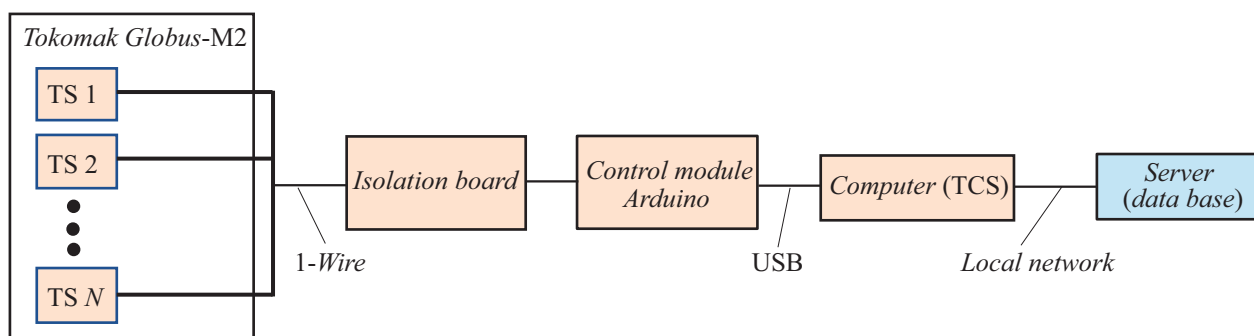 Tokomak Globus-M2
TS 1
TS 2
TS N
1-Wire
Isolation board
Control module
Arduino
USB
Computer (TCS)
Local network
Server
(data base)